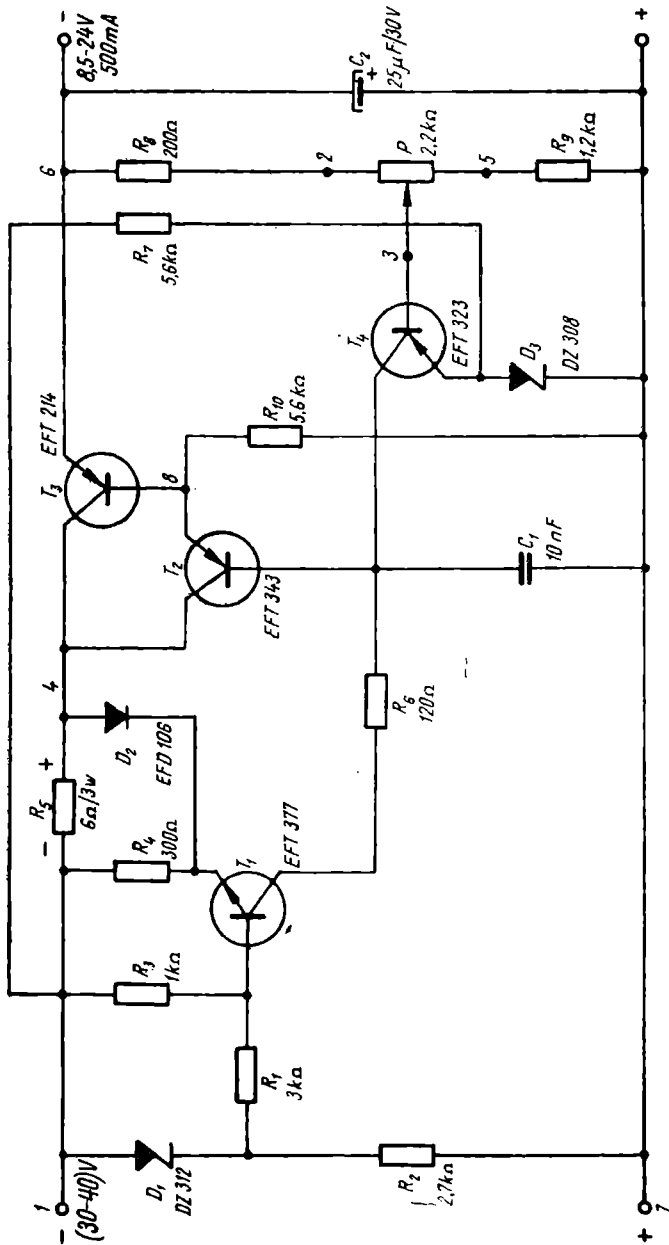 1
-
(30-40)V
D₁
DZ 312
R₁
3kΩ
R₂
2,7kΩ
7
+
R₃
1kΩ
R₄
300Ω
R₅
6Ω/3W
-
+
T₁
EFT 377
D₂
EFD 106
4
R₆
120Ω
T₂
EFT 343
8
T₃
EFT 214
C₁
10 nF
R₁₀
5,6kΩ
T₄
EFT 323
3
D₃
DZ 308
R₇
5,6kΩ
6
R₈
200Ω
2
P
2,2kΩ
5
R₉
1,2kΩ
C₂
+
25μF/30V
-
8,5-24V
500mA
+